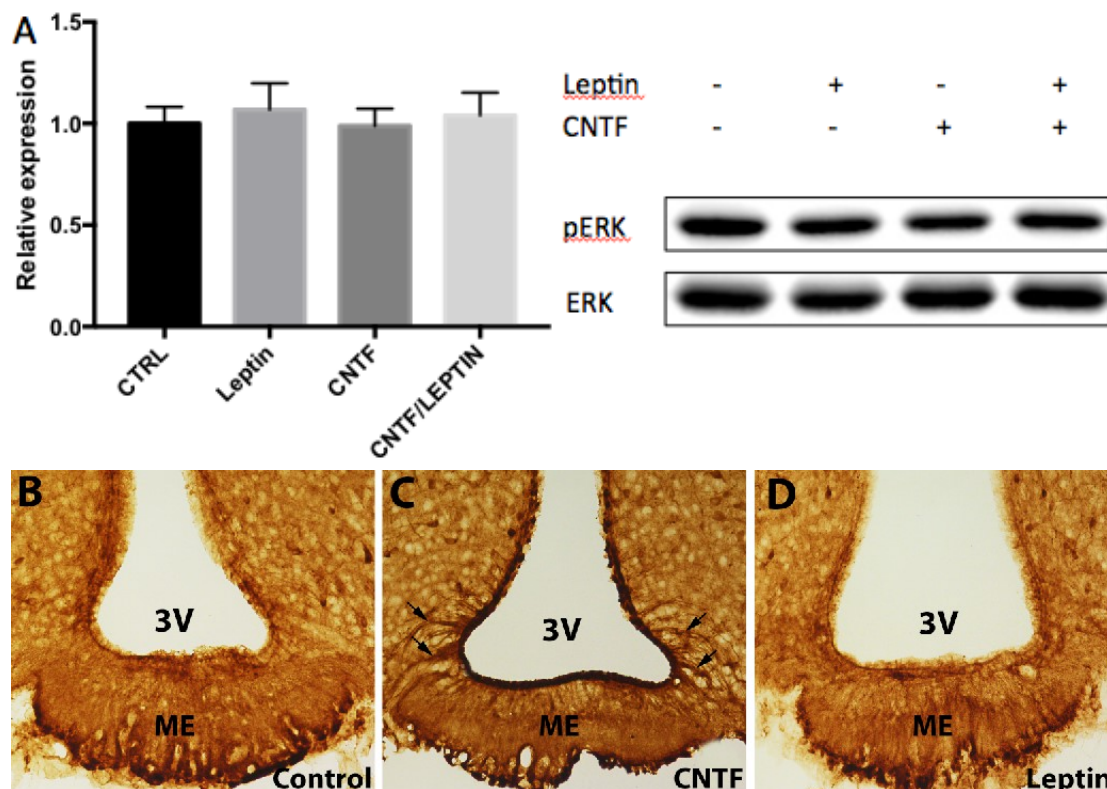 A
1.5
1.0
0.5
0.0
Relative expression
CTRL
Leptin
CNTF
CNTF/LEPTIN
Leptin - + - +
CNTF - - + +
pERK
ERK
B
3V
ME
Control
C
3V
ME
CNTF
D
3V
ME
Leptin